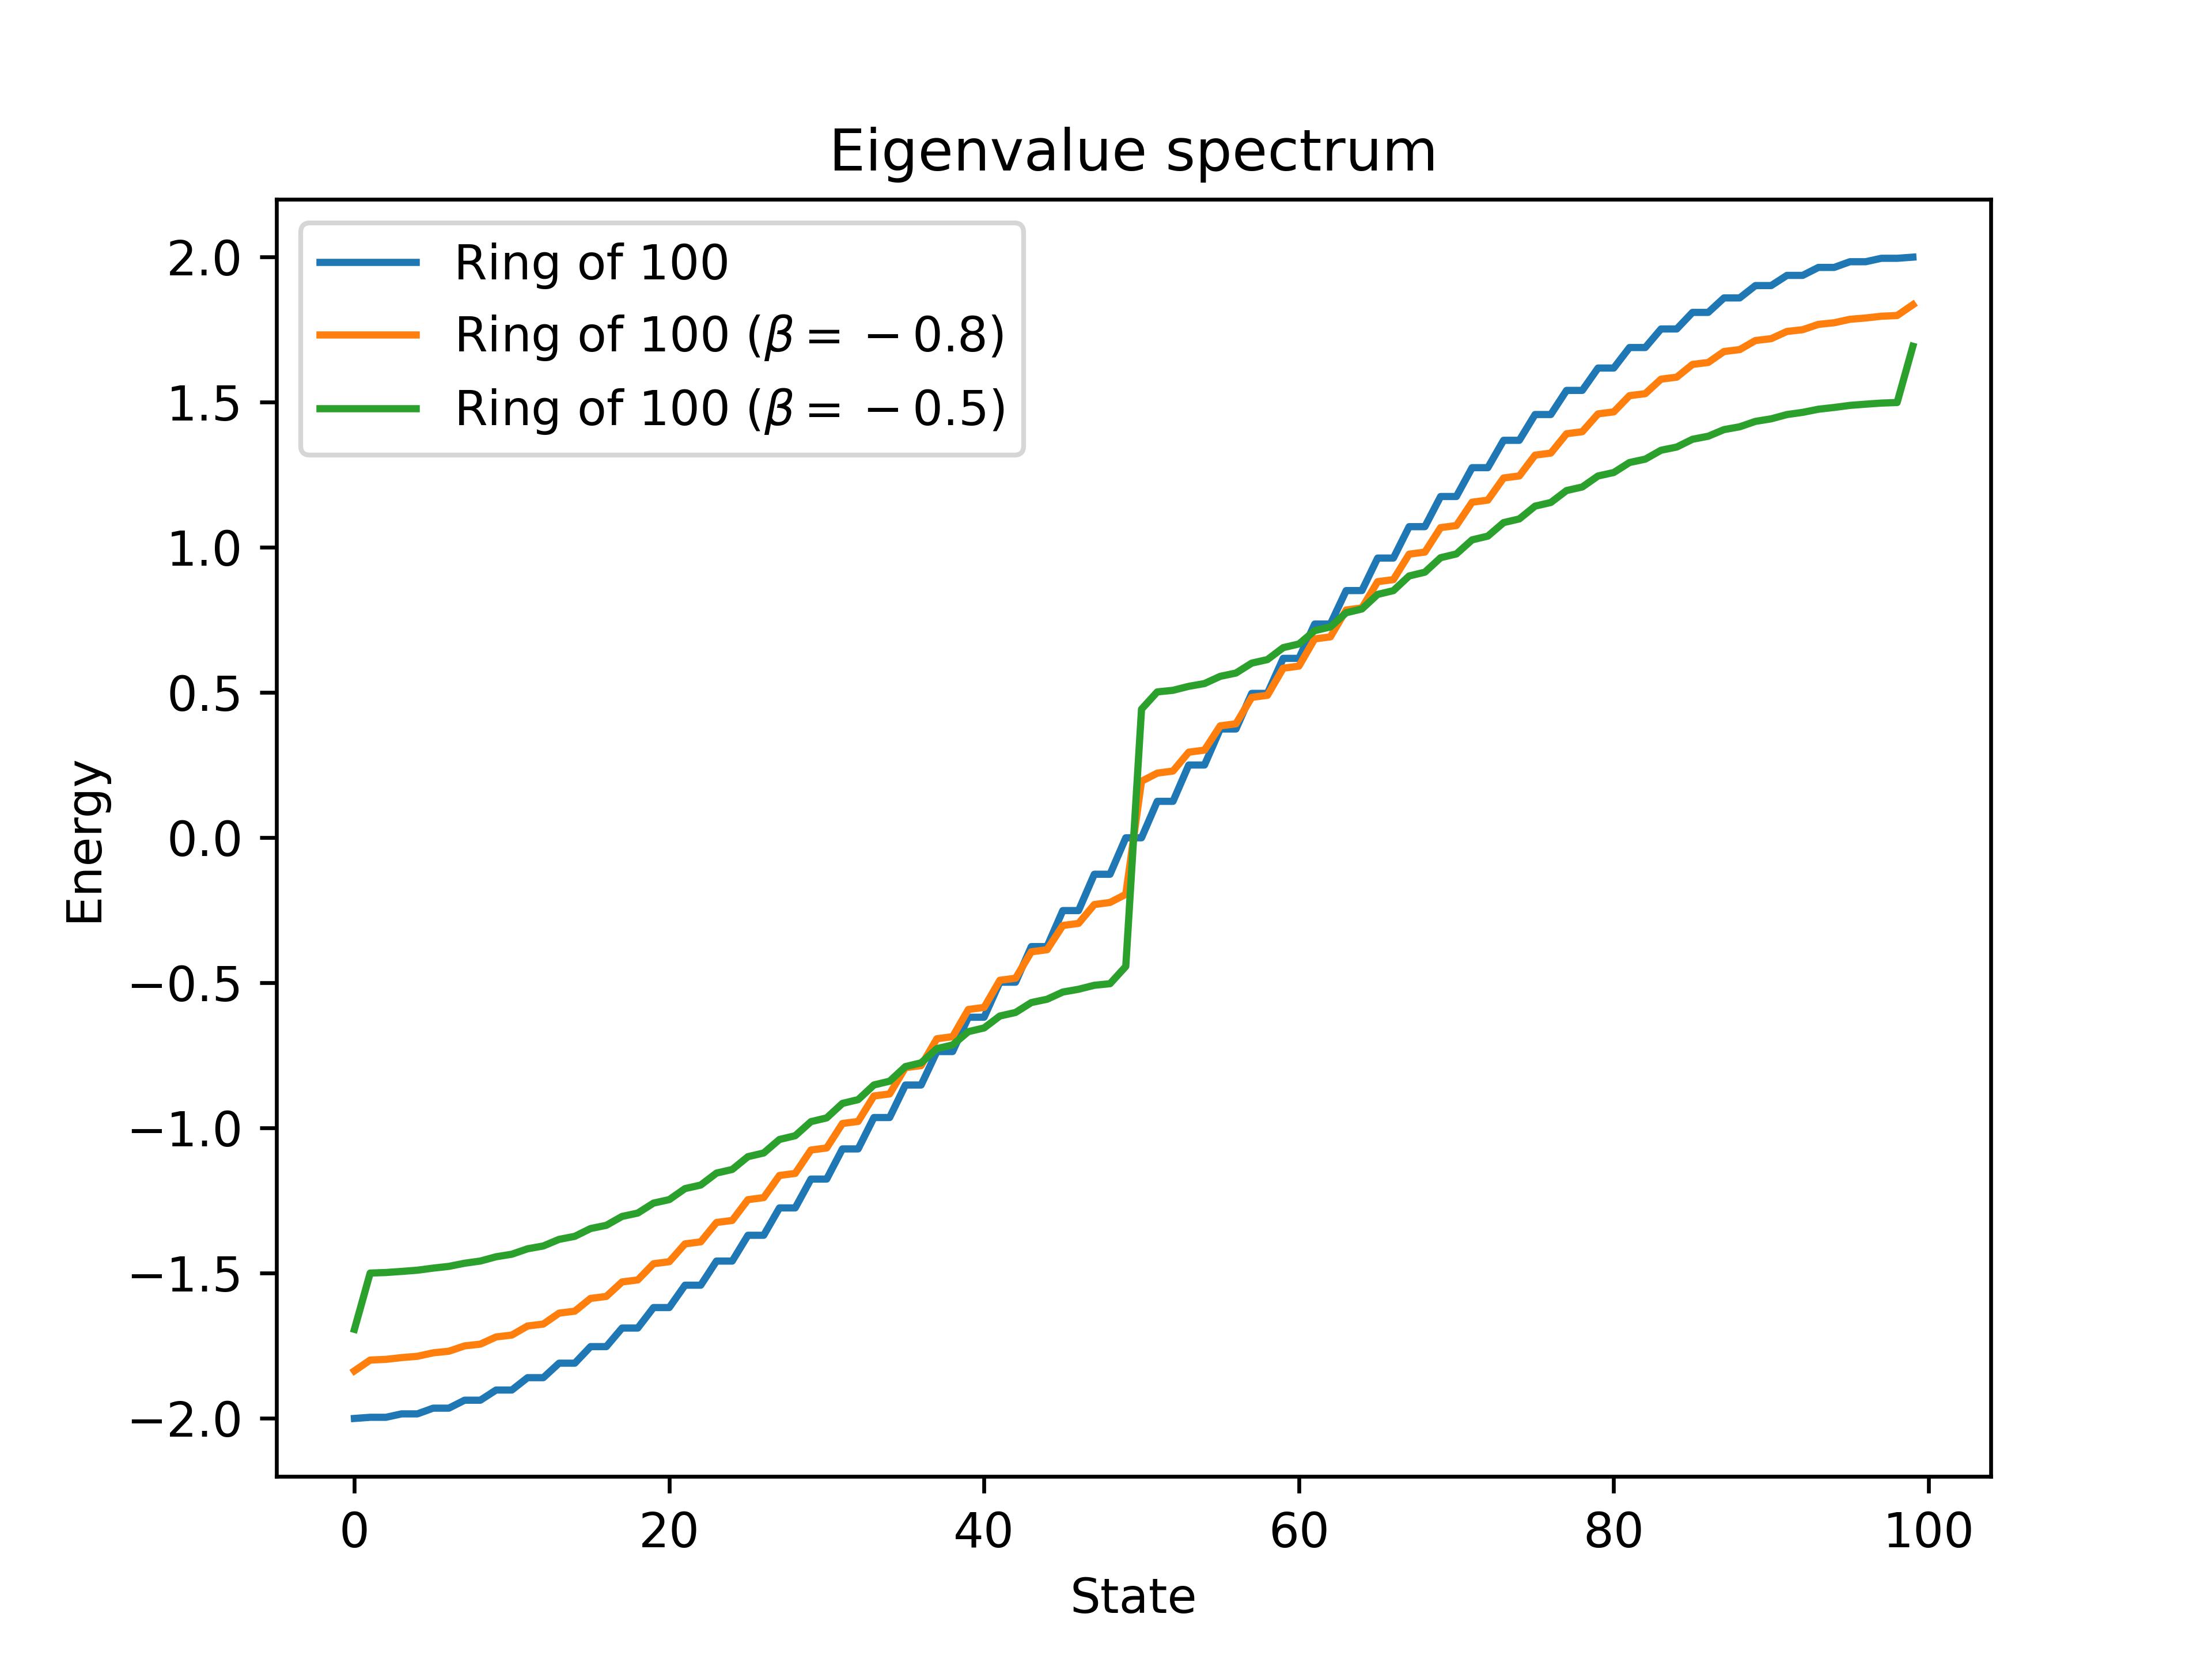 Eigenvalue spectrum
Ring of 100
Ring of 100 (β = −0.8)
Ring of 100 (β = −0.5)
2.0
1.5
1.0
0.5
0.0
−0.5
−1.0
−1.5
−2.0
Energy
0 20 40 60 80 100
State